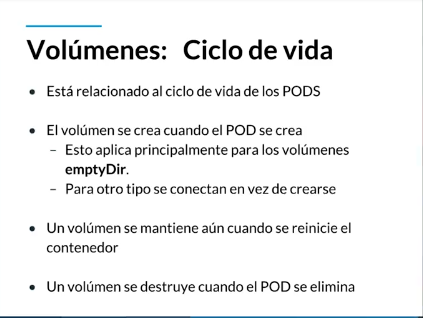 Volúmenes: Ciclo de vida
• Está relacionado al ciclo de vida de los PODS
• El volúmen se crea cuando el POD se crea
– Esto aplica principalmente para los volúmenes
emptyDir.
– Para otro tipo se conectan en vez de crearse
• Un volúmen se mantiene aún cuando se reinicie el
contenedor
• Un volúmen se destruye cuando el POD se elimina